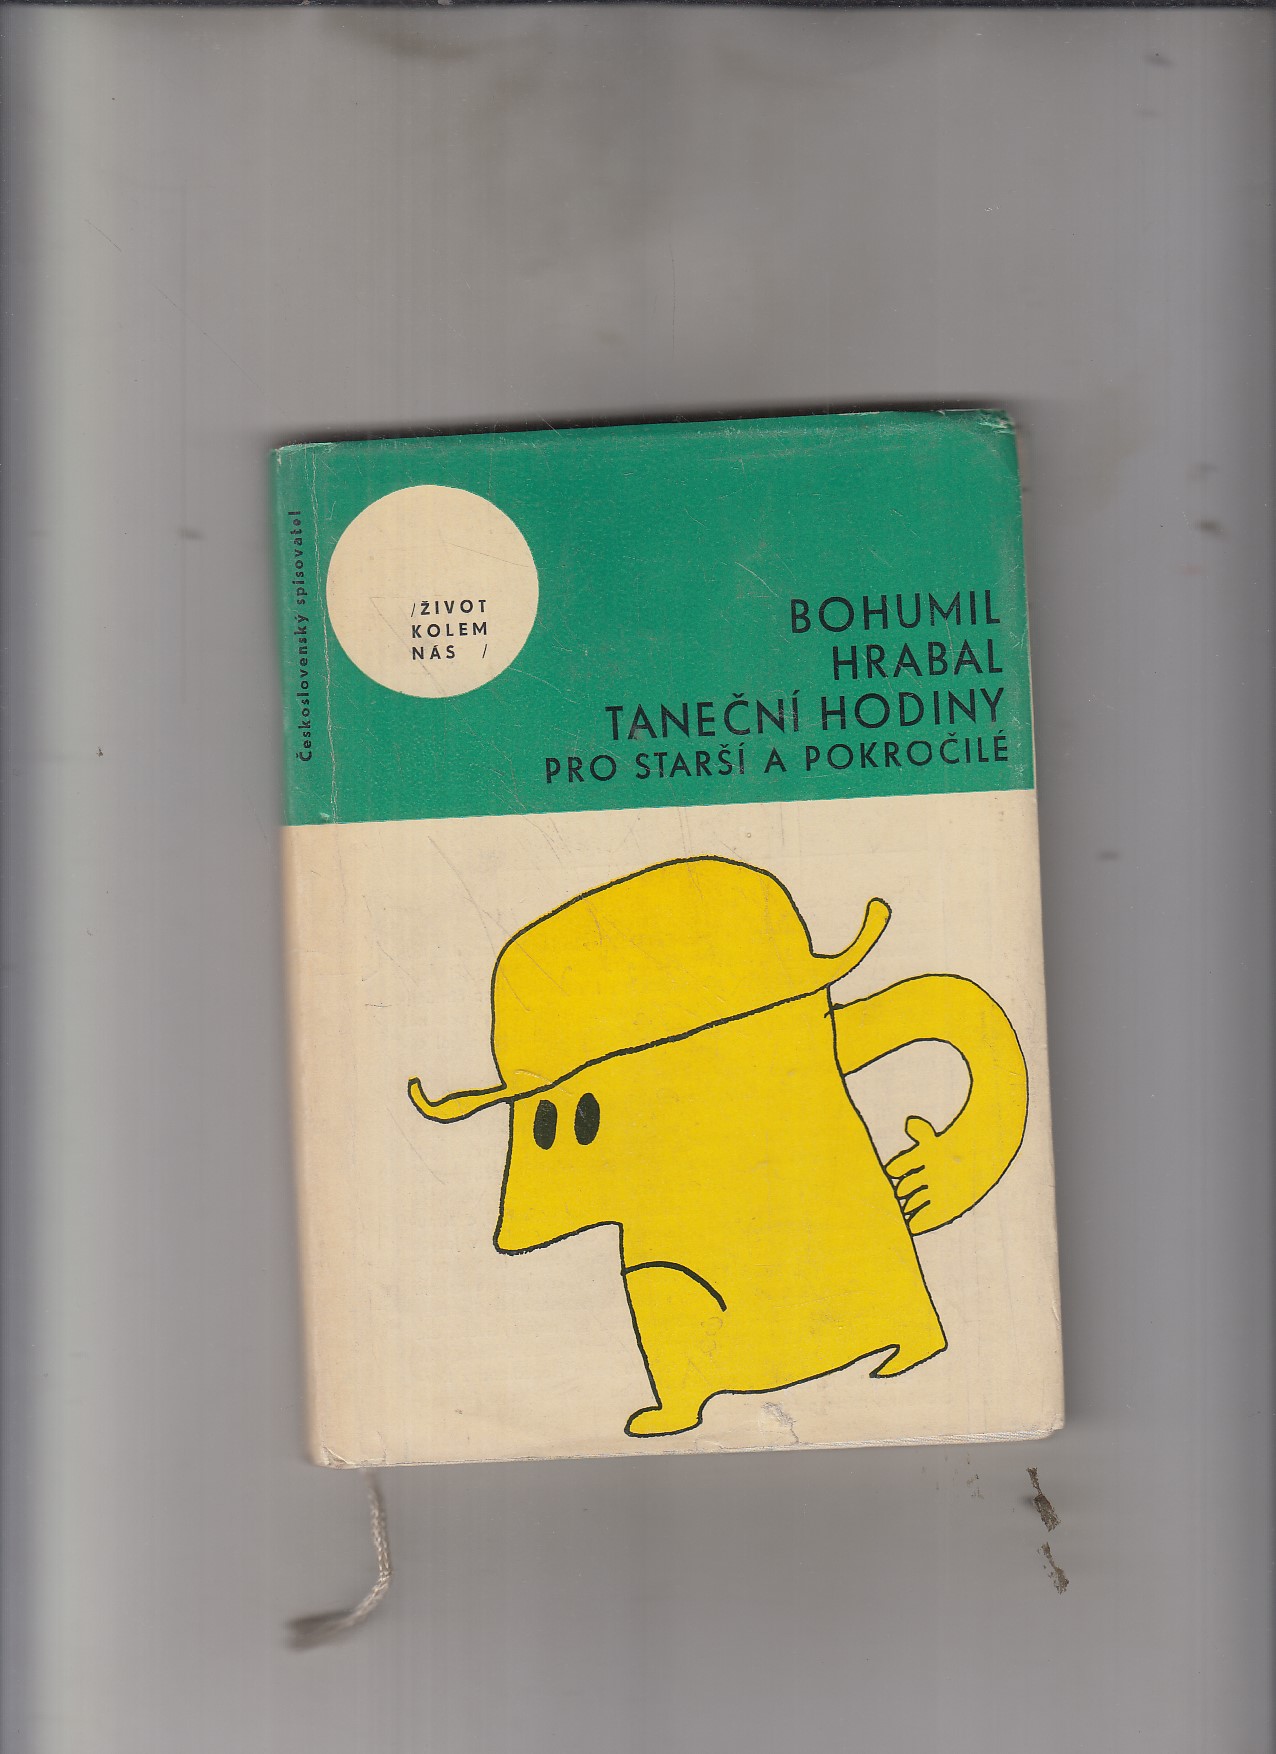 Československý spisovatel
/ŽIVOT
KOLEM
NÁS /
BOHUMIL
HRABAL
TANEČNÍ HODINY
PRO STARŠÍ A POKROČILÉ